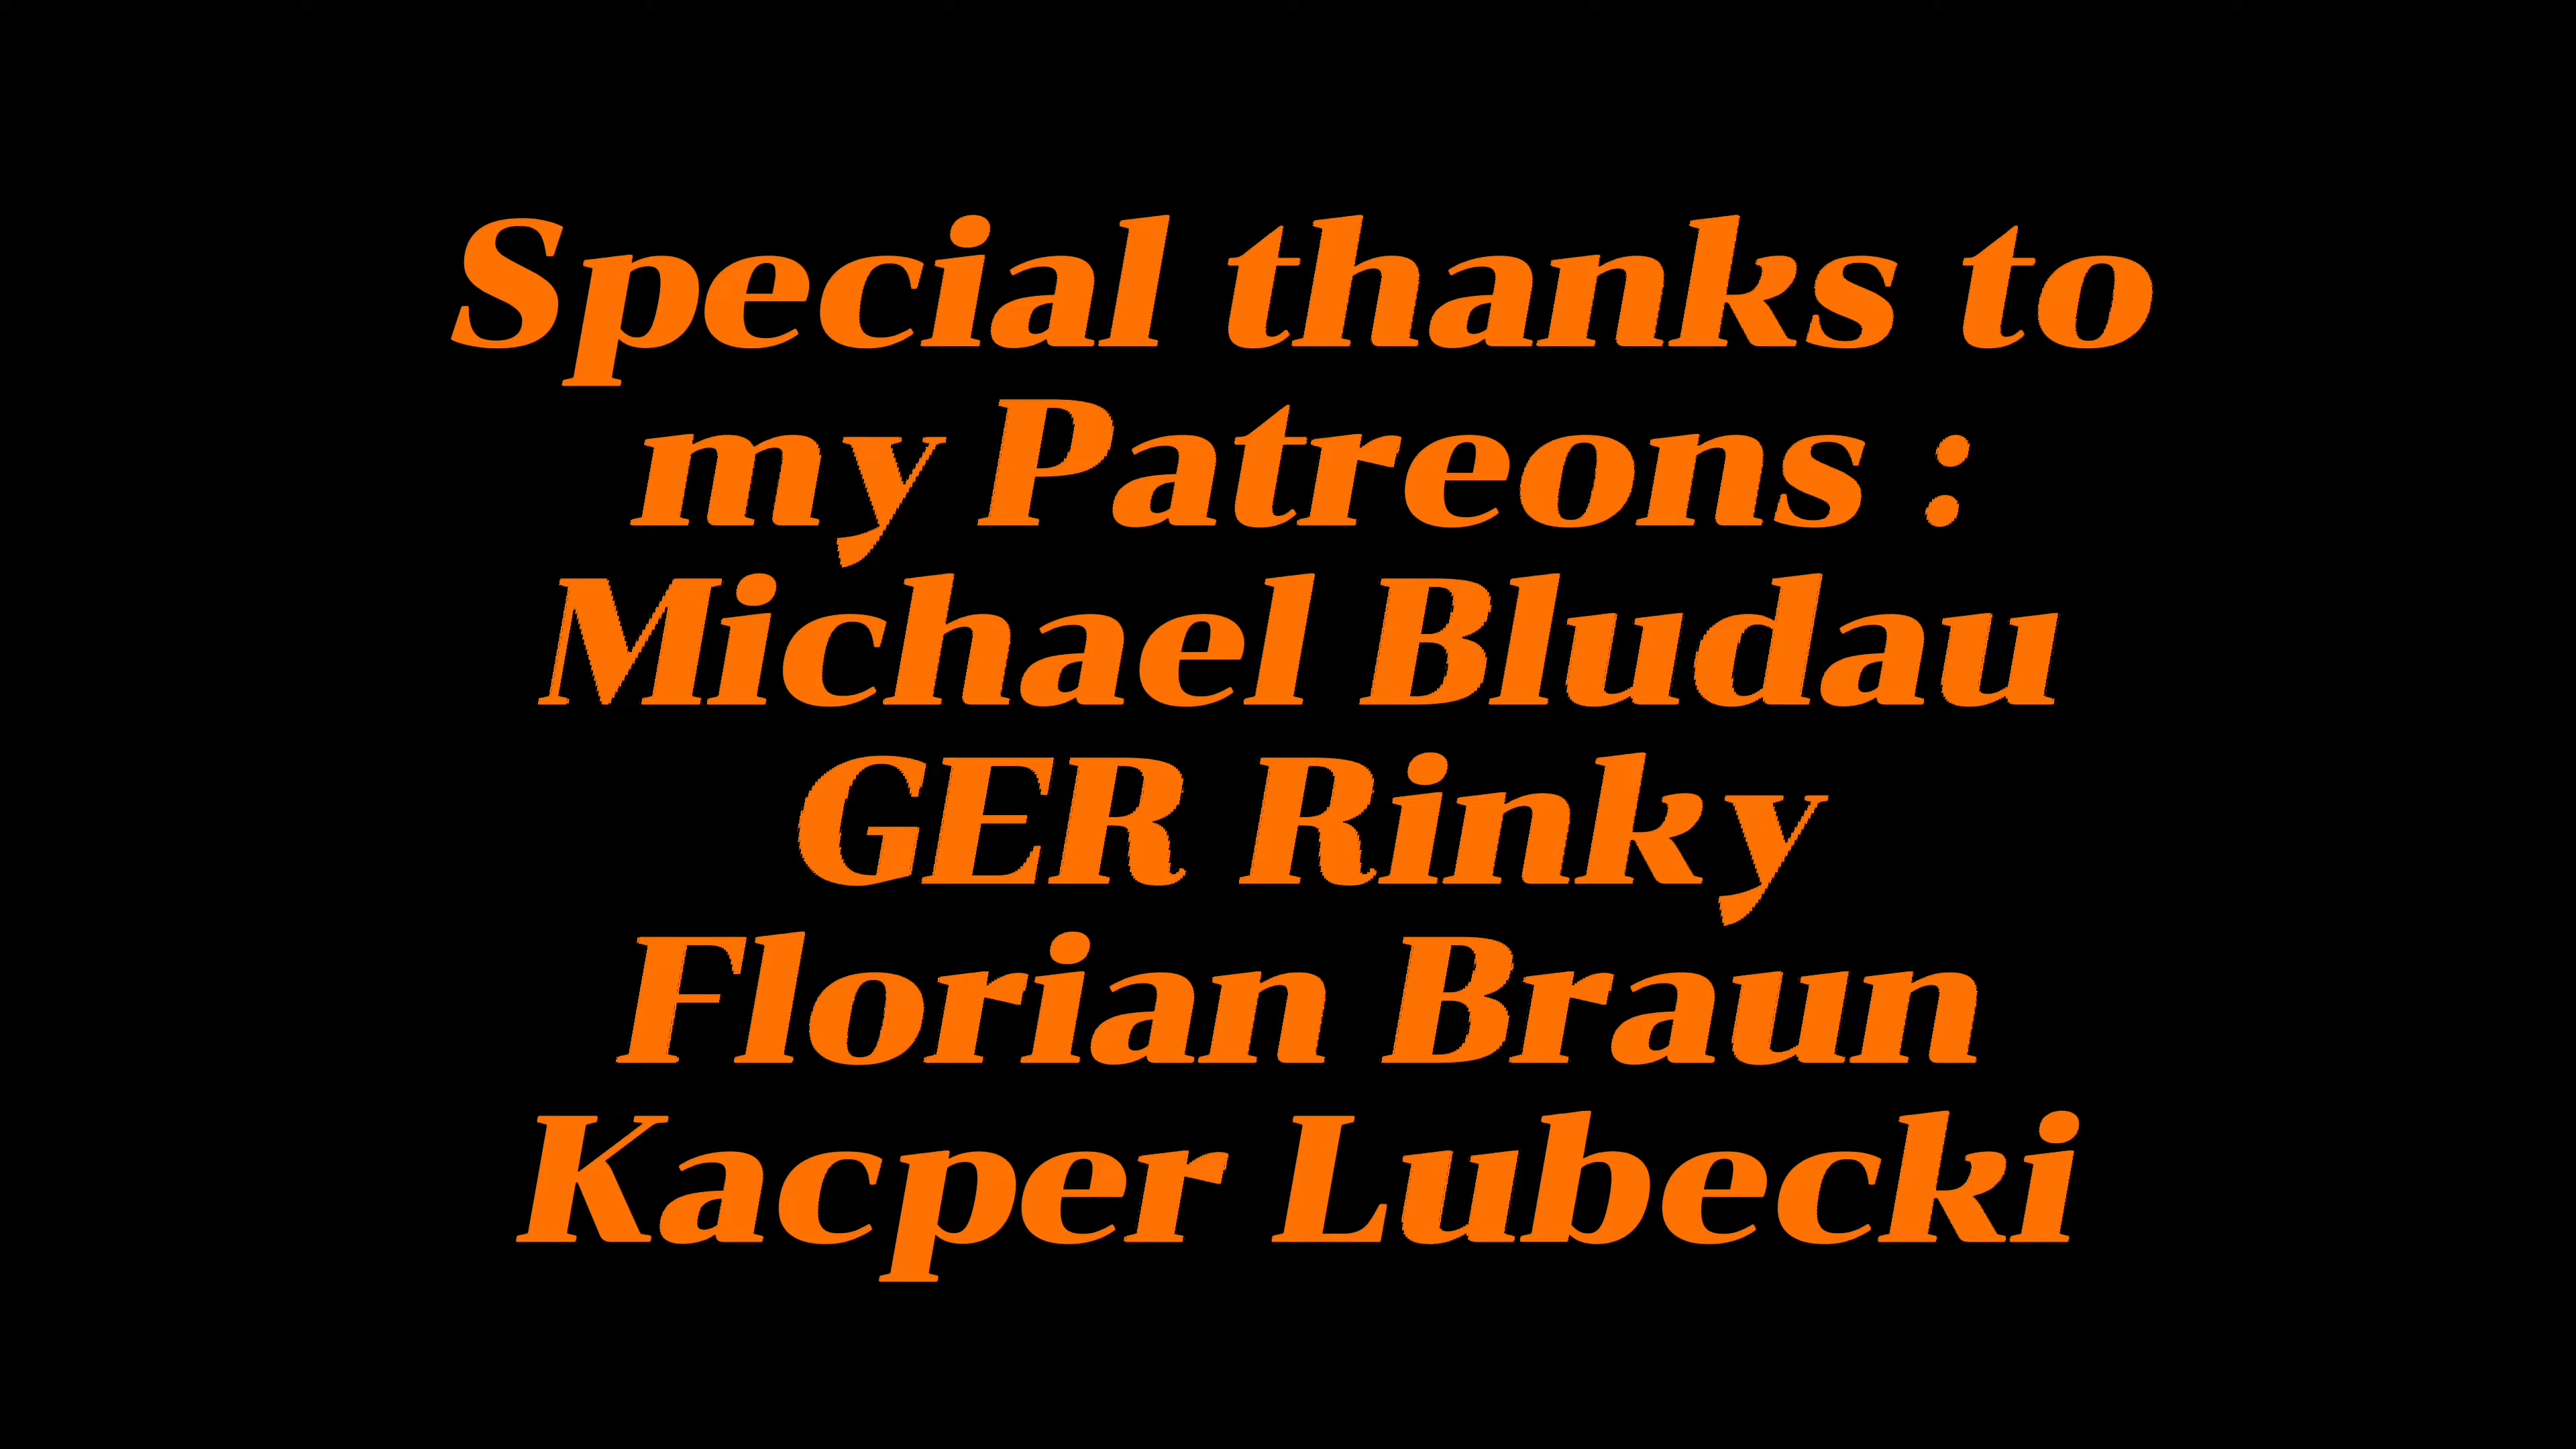 Special thanks to
my Patreons :
Michael Bludau
GER Rinky
Florian Braun
Kacper Lubecki